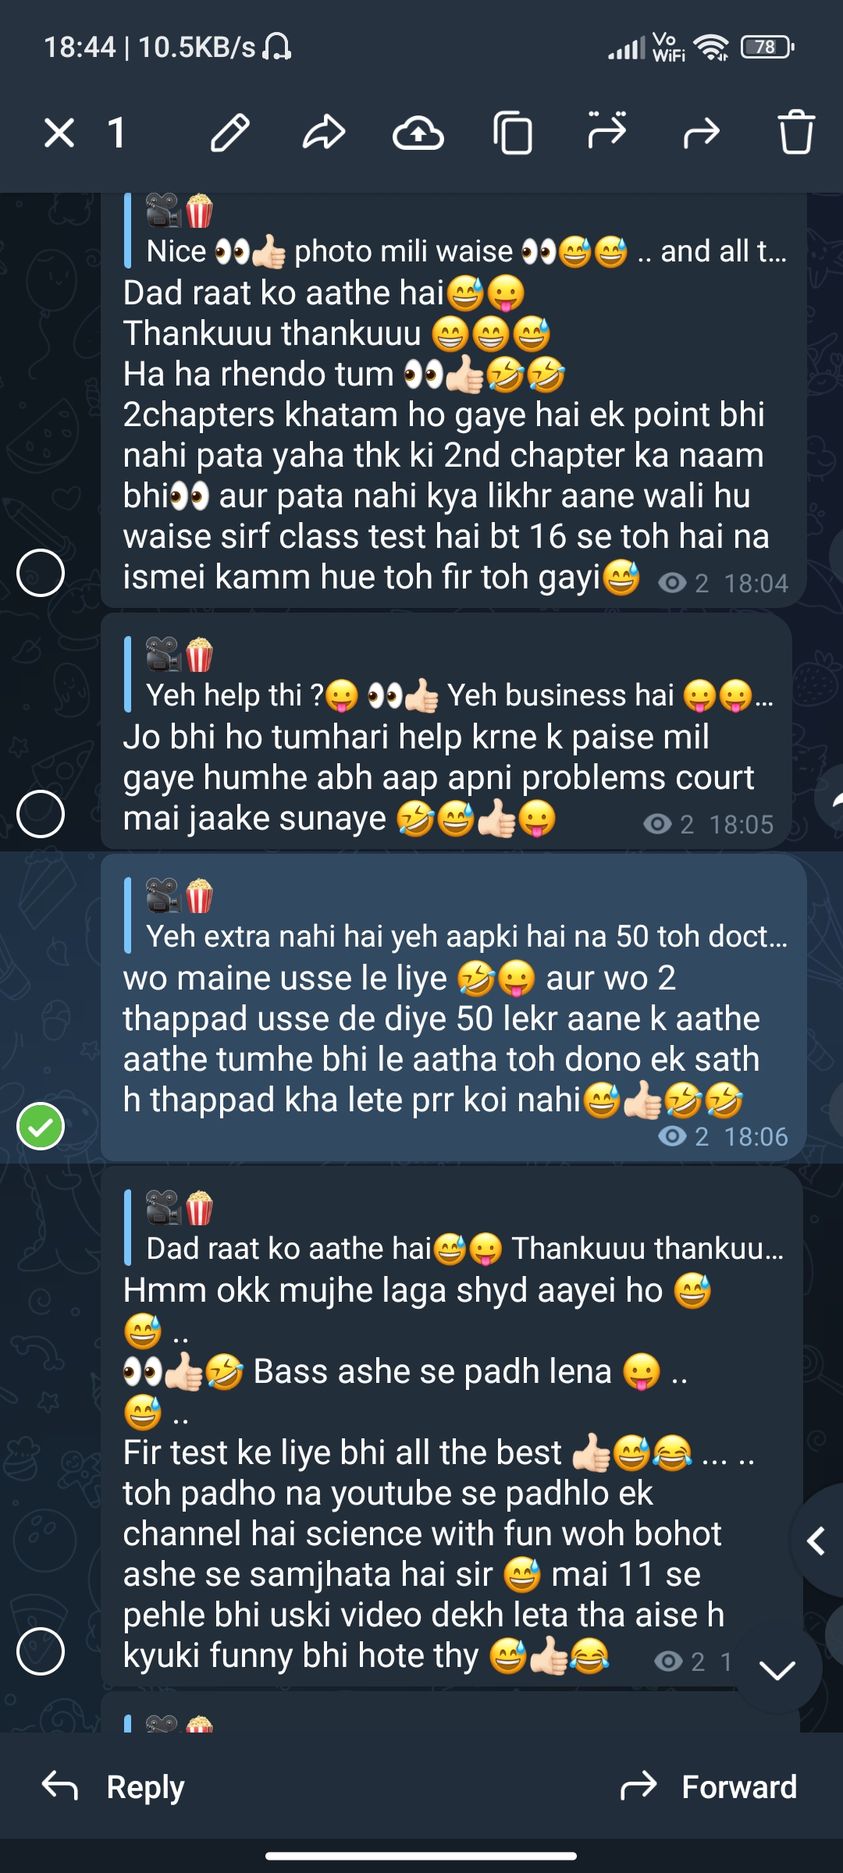 18:44 | 10.5KB/s
Vo
WiFi
78
1
Nice 👀👍🏻 photo mili waise 👀😅😅 .. and all t...
Dad raat ko aathe hai😅😛
Thankuuu thankuuu 😁😁😅
Ha ha rhendo tum 👀👍🏻🤣🤣
2chapters khatam ho gaye hai ek point bhi
nahi pata yaha thk ki 2nd chapter ka naam
bhi👀 aur pata nahi kya likhr aane wali hu
waise sirf class test hai bt 16 se toh hai na
ismei kamm hue toh fir toh gayi😅 2 18:04
🎥🍿
Yeh help thi ?😛 👀👍🏻 Yeh business hai 😛😛...
Jo bhi ho tumhari help krne k paise mil
gaye humhe abh aap apni problems court
mai jaake sunaye 🤣😅👍🏻😛 2 18:05
🎥🍿
Yeh extra nahi hai yeh aapki hai na 50 toh doct...
wo maine usse le liye 🤣😛 aur wo 2
thappad usse de diye 50 lekr aane k aathe
aathe tumhe bhi le aatha toh dono ek sath
h thappad kha lete prr koi nahi😅👍🏻🤣🤣
2 18:06
🎥🍿
Dad raat ko aathe hai😅😛 Thankuuu thankuu...
Hmm okk mujhe laga shyd aayei ho 😅
😅 ..
👀👍🏻🤣 Bass ashe se padh lena 😛 ..
😅 ..
Fir test ke liye bhi all the best 👍🏻😅😂 ... ..
toh padho na youtube se padhlo ek
channel hai science with fun woh bohot
ashe se samjhata hai sir 😅 mai 11 se
pehle bhi uski video dekh leta tha aise h
kyuki funny bhi hote thy 😅👍🏻😂 2 1
Reply
Forward